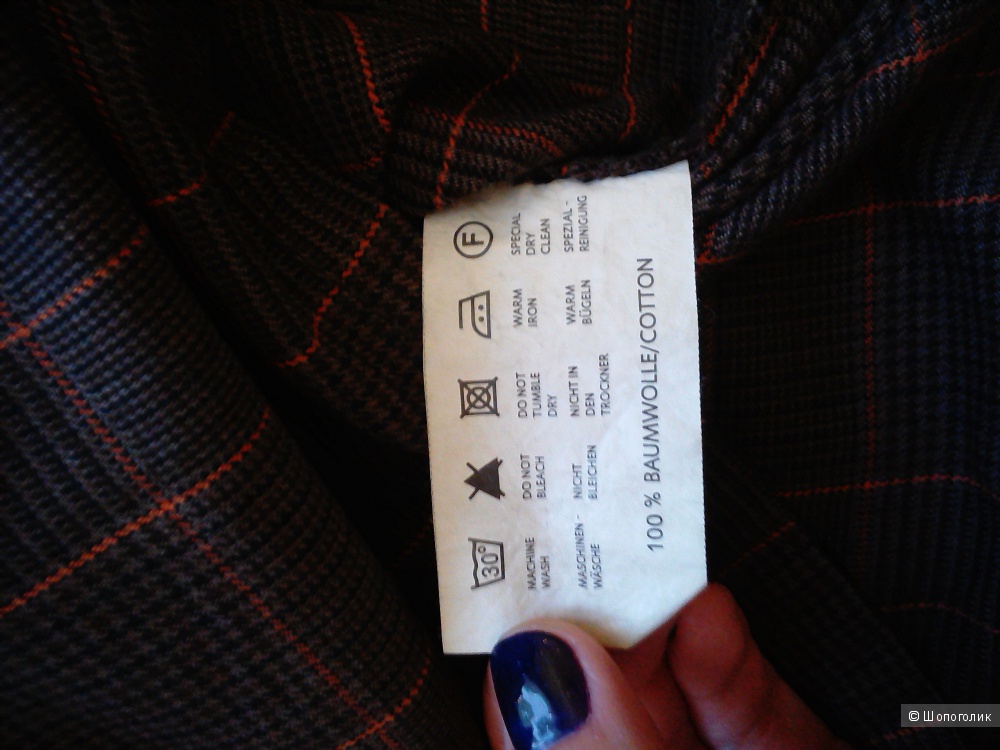 30°
MACHINE
WASH
MASCHINEN -
WÄSCHE
DO NOT
BLEACH
NICHT
BLEICHEN
DO NOT
TUMBLE
DRY
NICHT IN
DEN
TROCKNER
WARM
IRON
WARM
BÜGELN
F
SPECIAL
DRY
CLEAN
SPEZIAL -
REINIGUNG
100 % BAUMWOLLE/COTTON
© Шопоголик